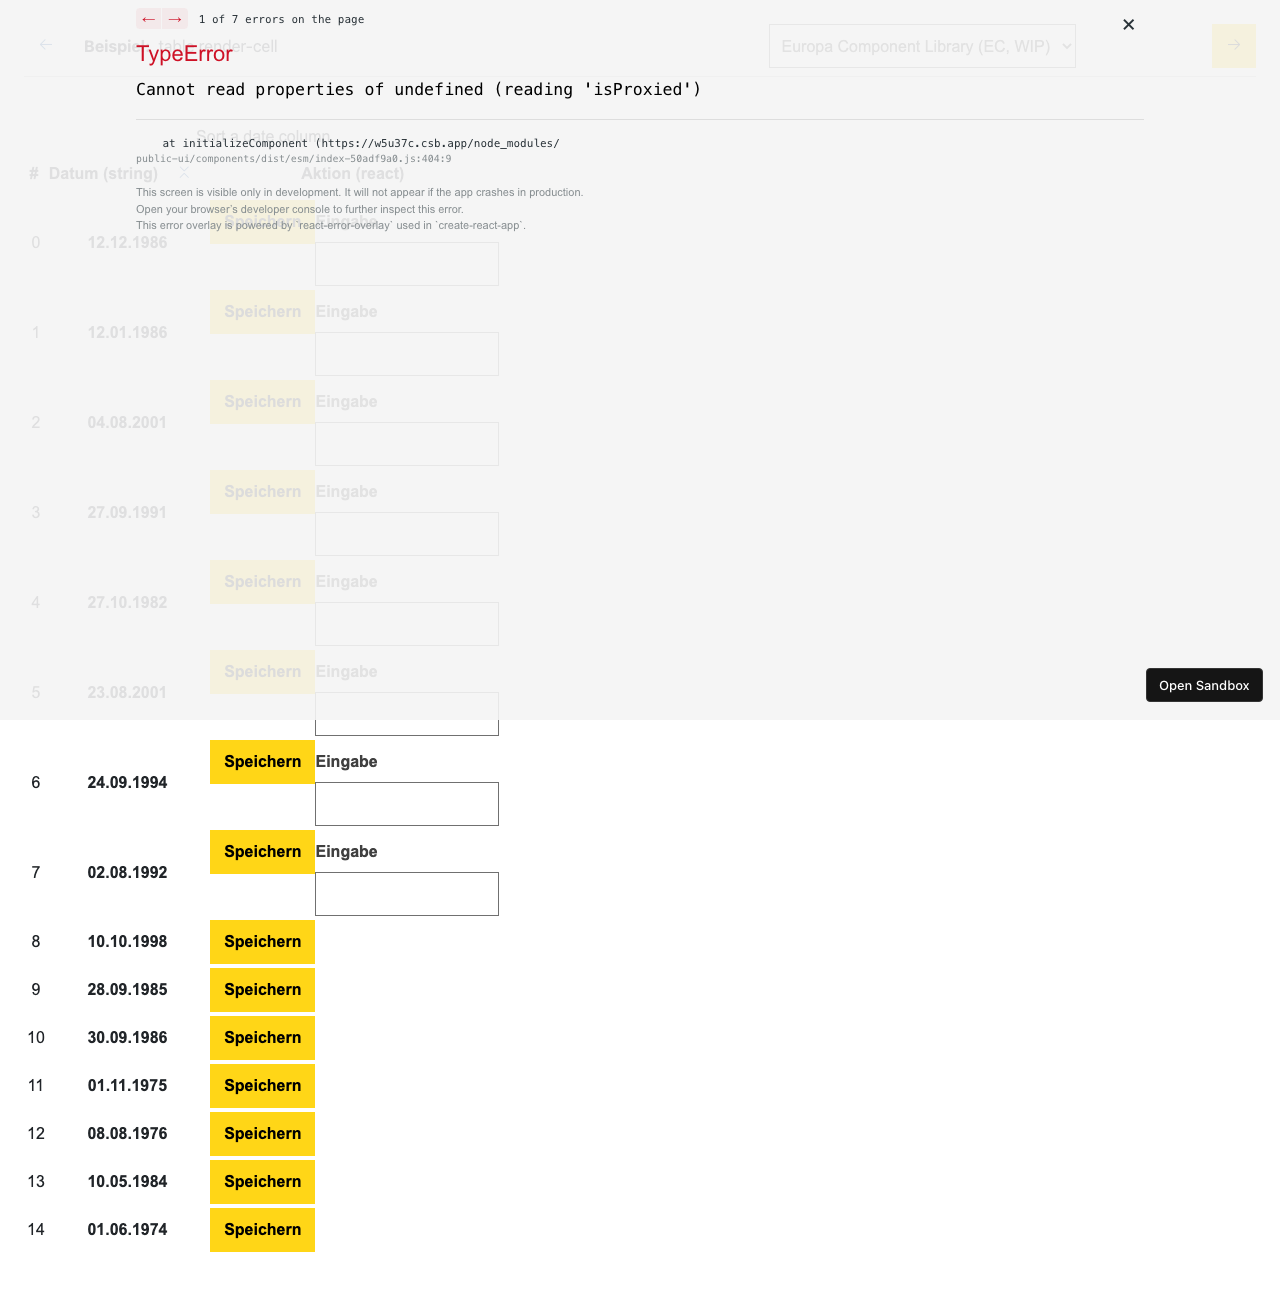 ← → 1 of 7 errors on the page
×
← Beispiel table render-cell Europa Component Library (EC, WIP) →
TypeError
Cannot read properties of undefined (reading 'isProxied')
Sort a date column
at initializeComponent (https://w5u37c.csb.app/node_modules/
public-ui/components/dist/esm/index-50adf9a0.js:404:9
# Datum (string) Aktion (react)
This screen is visible only in development. It will not appear if the app crashes in production.
Open your browser's developer console to further inspect this error.
This error overlay is powered by `react-error-overlay` used in `create-react-app`.
0 12.12.1986 Speichern Eingabe
1 12.01.1986 Speichern Eingabe
2 04.08.2001 Speichern Eingabe
3 27.09.1991 Speichern Eingabe
4 27.10.1982 Speichern Eingabe
5 23.08.2001 Speichern Eingabe
Open Sandbox
6 24.09.1994 Speichern Eingabe
7 02.08.1992 Speichern Eingabe
8 10.10.1998 Speichern
9 28.09.1985 Speichern
10 30.09.1986 Speichern
11 01.11.1975 Speichern
12 08.08.1976 Speichern
13 10.05.1984 Speichern
14 01.06.1974 Speichern